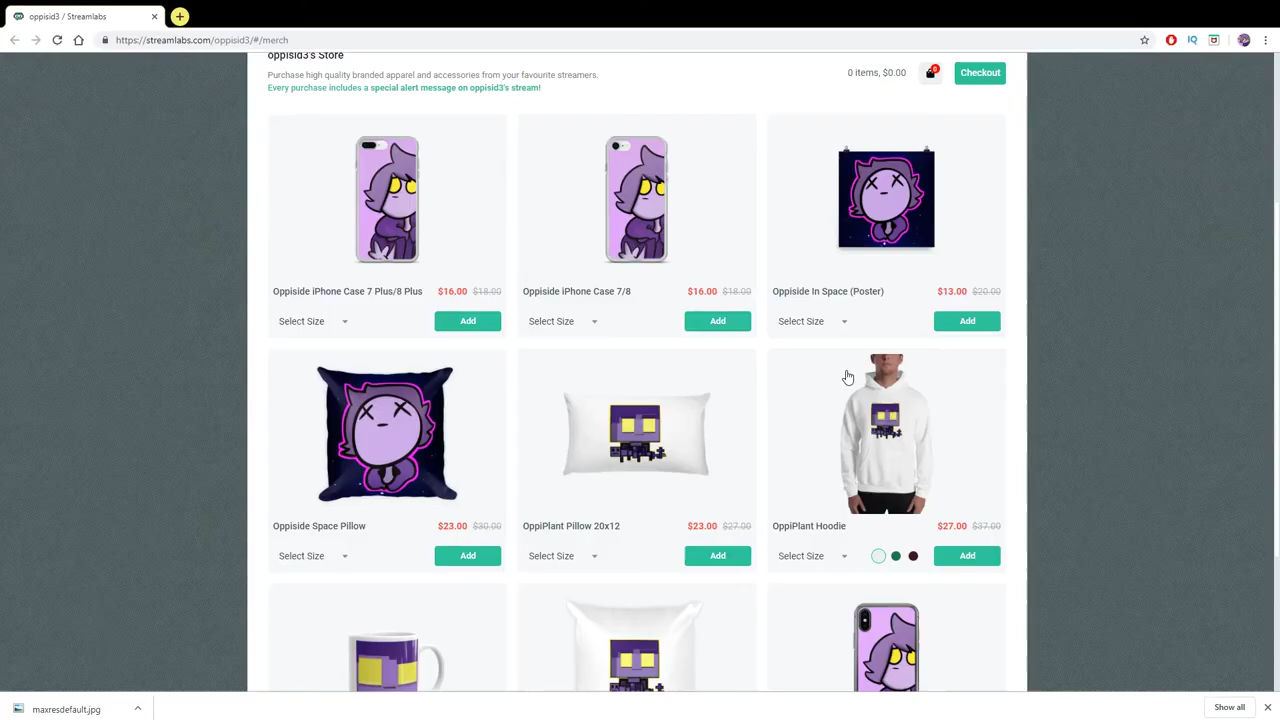 oppisid3 / Streamlabs
https://streamlabs.com/oppisid3/#/merch
oppisid3's Store
Purchase high quality branded apparel and accessories from your favourite streamers.
Every purchase includes a special alert message on oppisid3's stream!
0 items, $0.00
0
Checkout
Oppiside iPhone Case 7 Plus/8 Plus $16.00 $18.00
Select Size Add
Oppiside iPhone Case 7/8 $16.00 $18.00
Select Size Add
Oppiside In Space (Poster) $13.00 $20.00
Select Size Add
Oppiside Space Pillow $23.00 $30.00
Select Size Add
OppiPlant Pillow 20x12 $23.00 $27.00
Select Size Add
OppiPlant Hoodie $27.00 $37.00
Select Size Add
maxresdefault.jpg
Show all